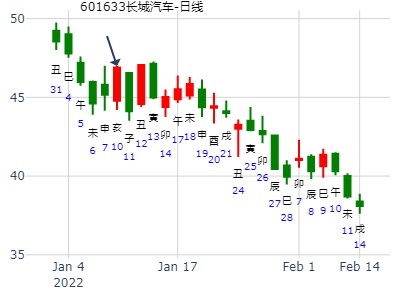 601633长城汽车-日线
50
45
40
35
丑
31
巳
4
午
5
未
6
申
7
亥
10
子
11
丑
12
寅
13
卯
14
午
17
未
18
申
19
酉
20
戌
21
丑
24
寅
25
卯
26
辰
27
巳
28
卯
7
辰
8
巳
9
午
10
未
11
戌
14
Jan 4
2022
Jan 17
Feb 1
Feb 14